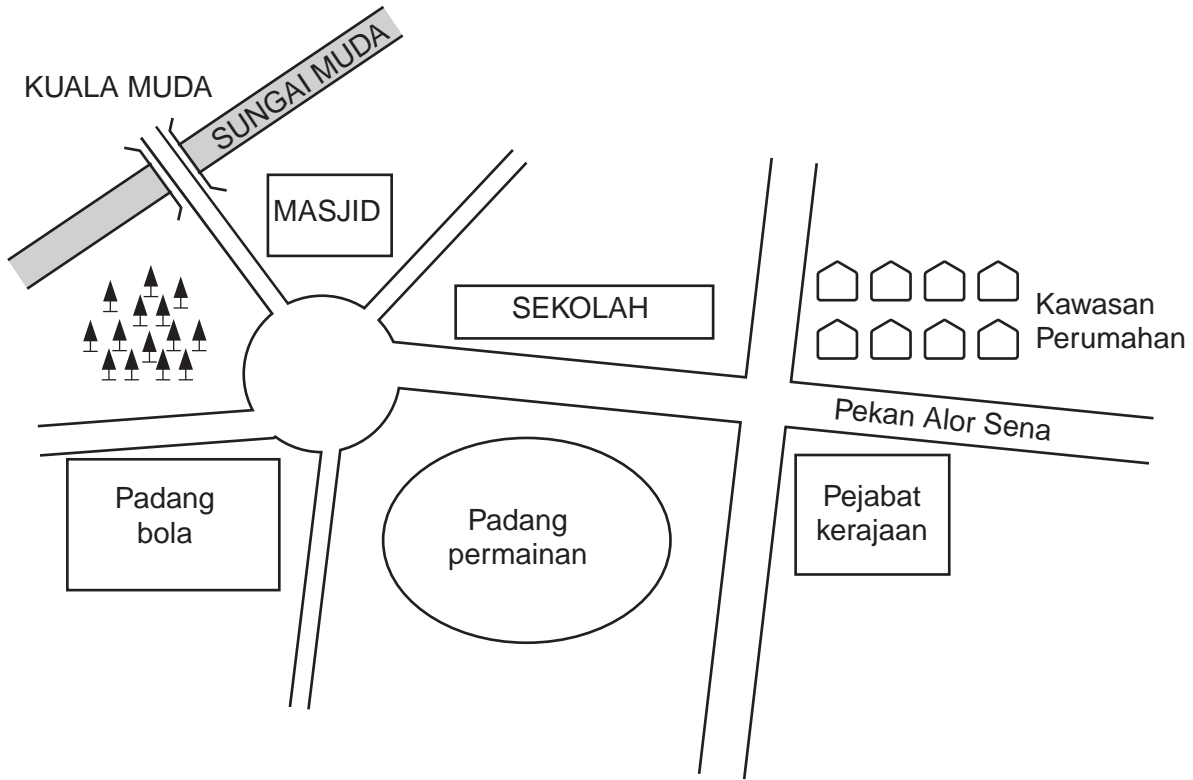 KUALA MUDA
SUNGAI MUDA
MASJID
SEKOLAH
Kawasan
Perumahan
Pekan Alor Sena
Padang
bola
Padang
permainan
Pejabat
kerajaan